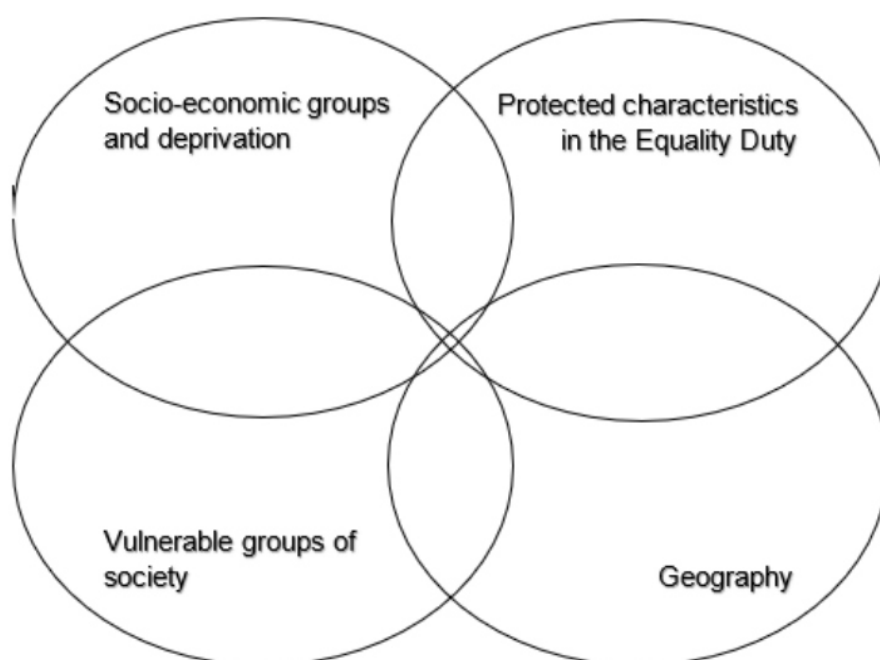 Socio-economic groups
and deprivation
Protected characteristics
in the Equality Duty
Vulnerable groups of
society
Geography